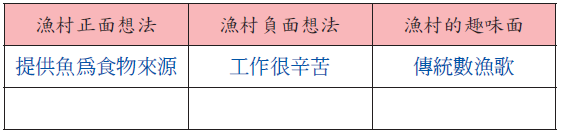 漁村正面想法 漁村負面想法 漁村的趣味面
提供魚為食物來源 工作很辛苦 傳統數漁歌